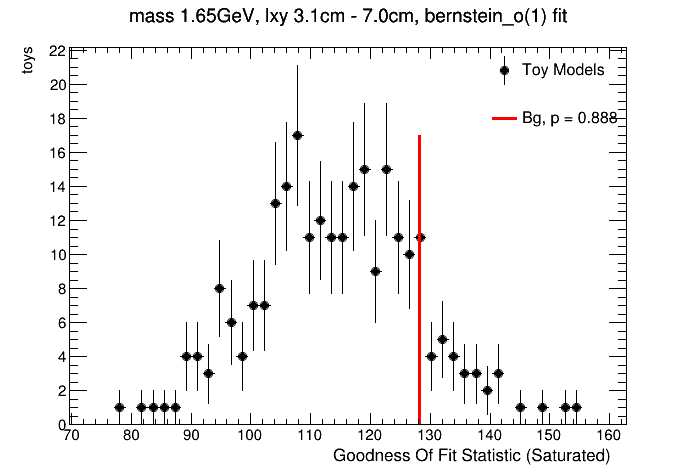 mass 1.65GeV, lxy 3.1cm - 7.0cm, bernstein_o(1) fit
toys
22
20
18
16
14
12
10
8
6
4
2
0
Toy Models
Bg, p = 0.888
70 80 90 100 110 120 130 140 150 160
Goodness Of Fit Statistic (Saturated)